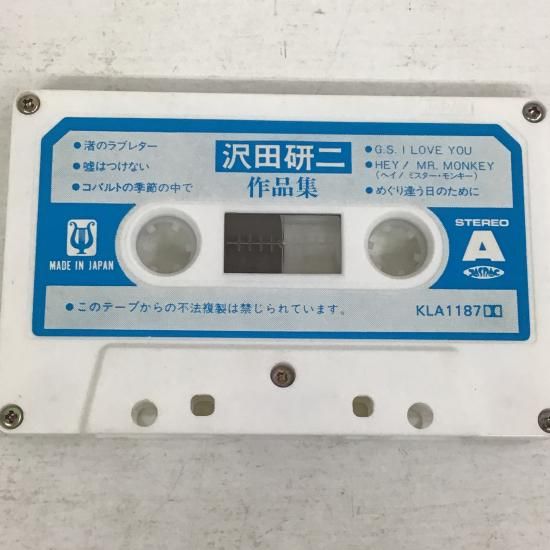 沢田研二
作品集
●渚のラブレター
●嘘はつけない
●コバルトの季節の中で
●G.S. I LOVE YOU
●HEY! MR. MONKEY
(ヘイ! ミスター・モンキー)
●めぐり逢う日のために
STEREO
A
JASRAC
MADE IN JAPAN
●このテープからの不法複製は禁じられています。
KLA1187